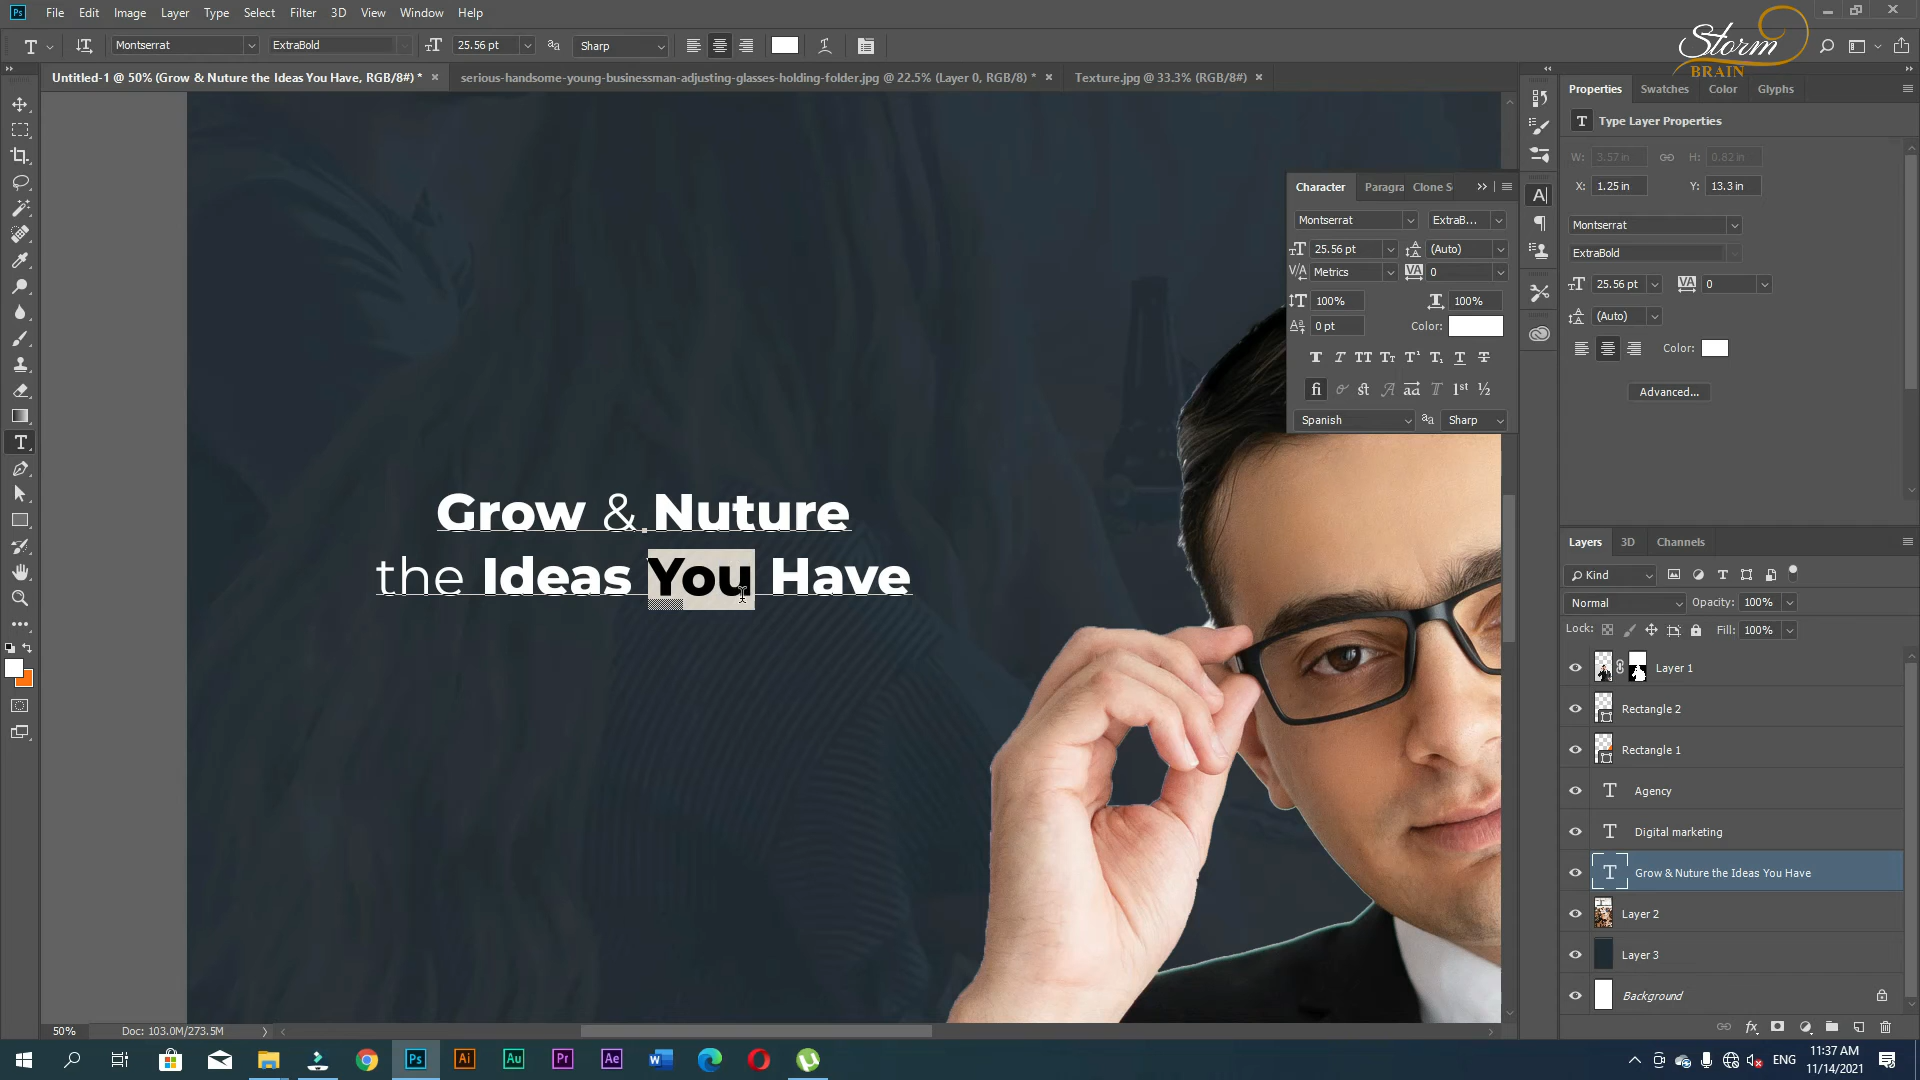 File Edit Image Layer Type Select Filter 3D View Window Help
Storm
BRAIN
Montserrat ExtraBold 25.56 pt Sharp
Untitled-1 @ 50% (Grow & Nuture the Ideas You Have, RGB/8#) * serious-handsome-young-businessman-adjusting-glasses-holding-folder.jpg @ 22.5% (Layer 0, RGB/8) * Texture.jpg @ 33.3% (RGB/8#)
Properties Swatches Color Glyphs
Type Layer Properties
W: 3.57 in H: 0.82 in
X: 1.25 in Y: 13.3 in
Montserrat
ExtraBold
25.56 pt 0
(Auto)
Color:
Advanced...
Character Paragra Clone S
Montserrat ExtraB...
25.56 pt (Auto)
Metrics 0
100% 100%
0 pt Color:
Spanish Sharp
Grow & Nuture
the Ideas You Have
Layers 3D Channels
Kind
Normal Opacity: 100%
Lock: Fill: 100%
Layer 1
Rectangle 2
Rectangle 1
Agency
Digital marketing
Grow & Nuture the Ideas You Have
Layer 2
Layer 3
Background
50% Doc: 103.0M/273.5M
ENG 11:37 AM
11/14/2021